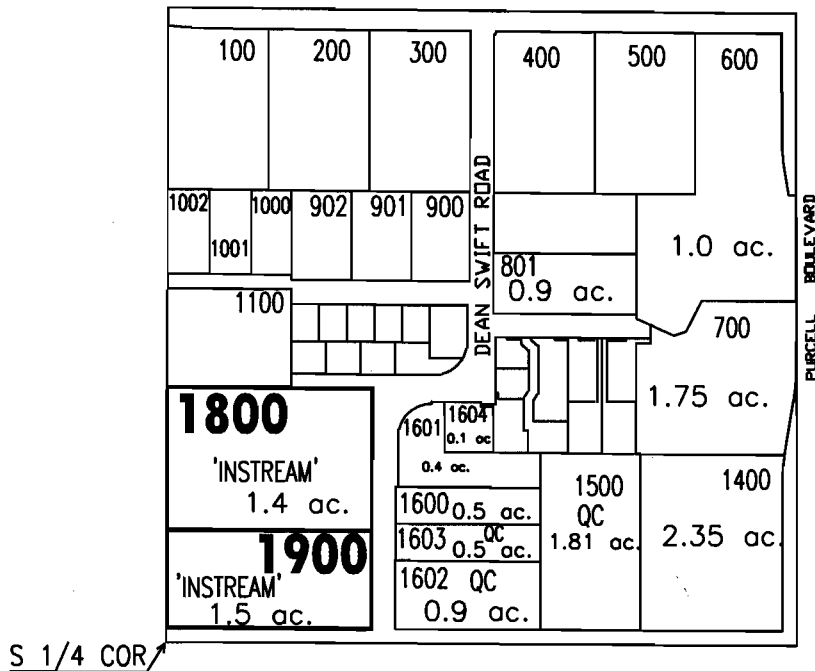 100
200
300
400
500
600
1002
1001
1000
902
901
900
DEAN SWIFT ROAD
1.0 ac.
801
0.9 ac.
PURCELL BOULEVARD
1100
700
1.75 ac.
1800
'INSTREAM'
1.4 ac.
1601
0.4 ac.
1604
0.1 ac
1600 0.5 ac.
1603 QC
0.5 ac.
1602 QC
0.9 ac.
1500
QC
1.81 ac.
1400
2.35 ac.
1900
'INSTREAM'
1.5 ac.
S 1/4 COR